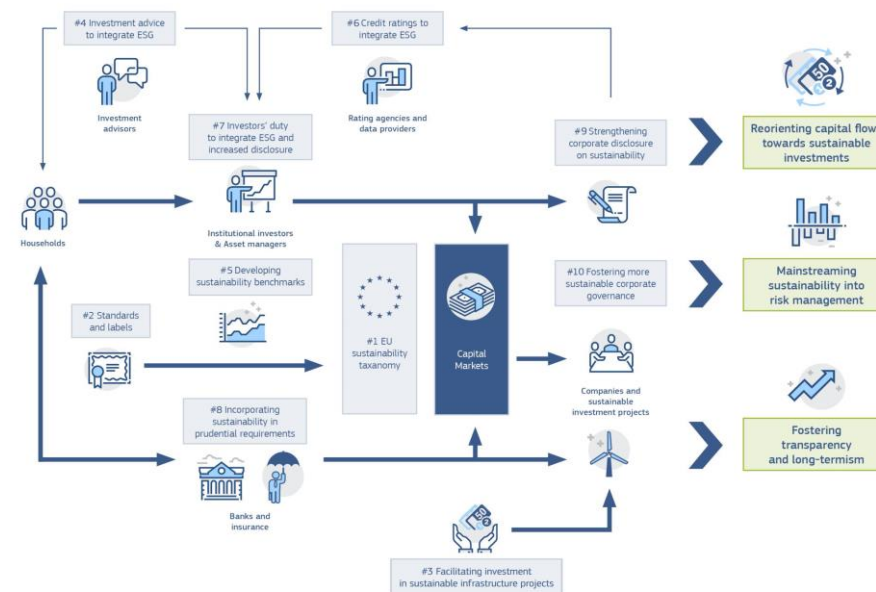 #4 Investment advice
to integrate ESG
Investment
advisors
#6 Credit ratings to
integrate ESG
Rating agencies and
data providers
#7 Investors' duty
to integrate ESG and
increased disclosure
Institutional investors
& Asset managers
#9 Strengthening
corporate disclosure
on sustainability
Reorienting capital flow
towards sustainable
investments
Households
#5 Developing
sustainability benchmarks
#2 Standards
and labels
#1 EU
sustainability
taxanomy
Capital
Markets
#10 Fostering more
sustainable corporate
governance
Companies and
sustainable
investment projects
Mainstreaming
sustainability into
risk management
#8 Incorporating
sustainability in
prudential requirements
Banks and
insurance
Fostering
transparency
and long-termism
#3 Facilitating investment
in sustainable infrastructure projects